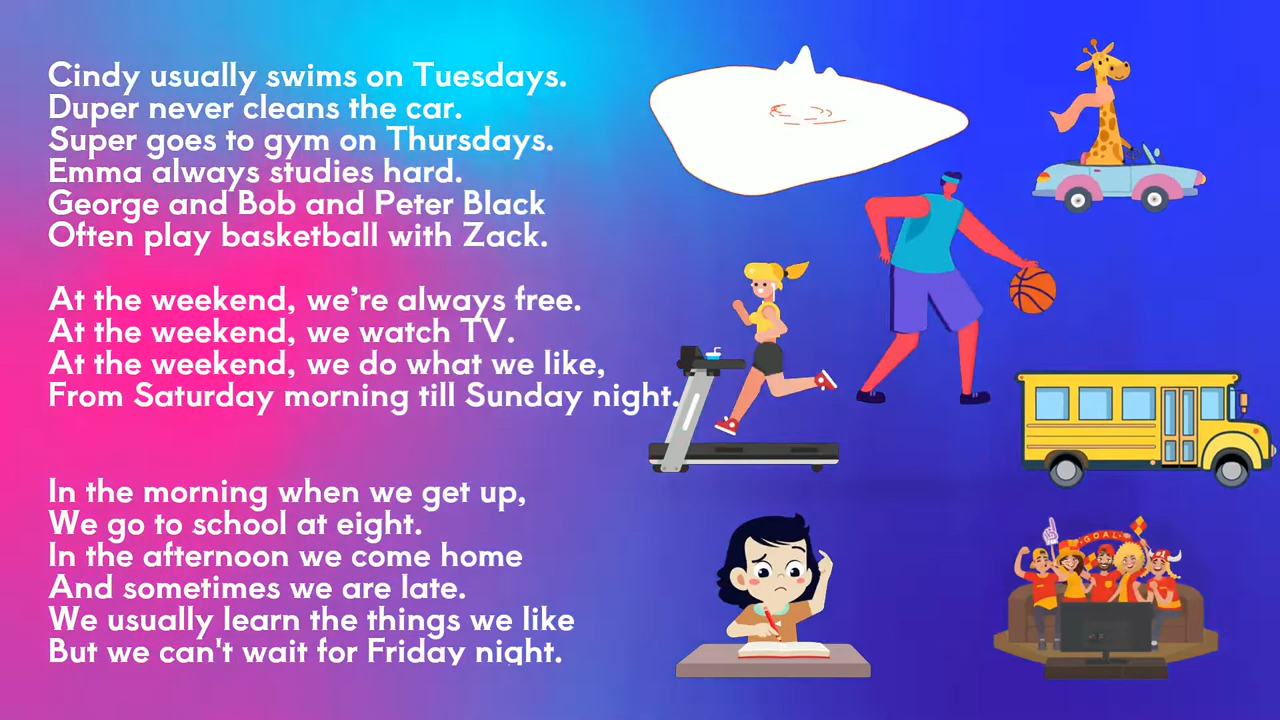 Cindy usually swims on Tuesdays.
Duper never cleans the car.
Super goes to gym on Thursdays.
Emma always studies hard.
George and Bob and Peter Black
Often play basketball with Zack.
At the weekend, we’re always free.
At the weekend, we watch TV.
At the weekend, we do what we like,
From Saturday morning till Sunday night.
In the morning when we get up,
We go to school at eight.
In the afternoon we come home
And sometimes we are late.
We usually learn the things we like
But we can't wait for Friday night.
GOAL